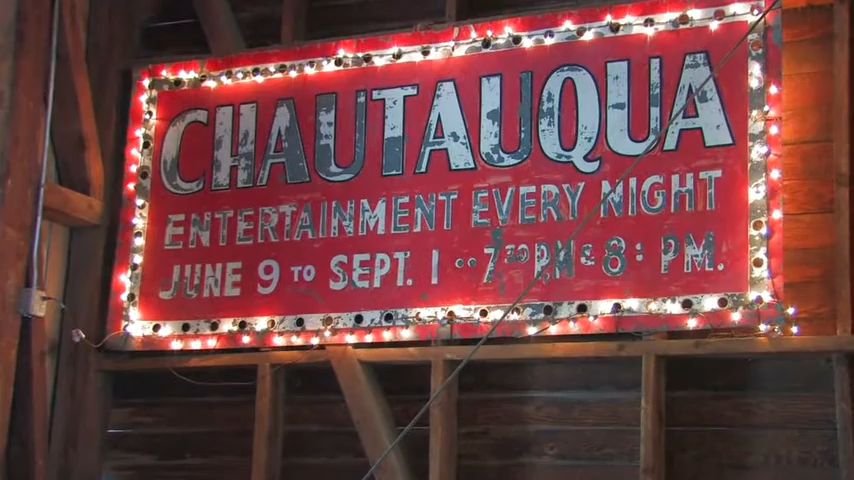 CHAUTAUQUA
ENTERTAINMENT EVERY NIGHT
JUNE 9 TO SEPT. 1 •• 7:30 P.M & 8: P.M.